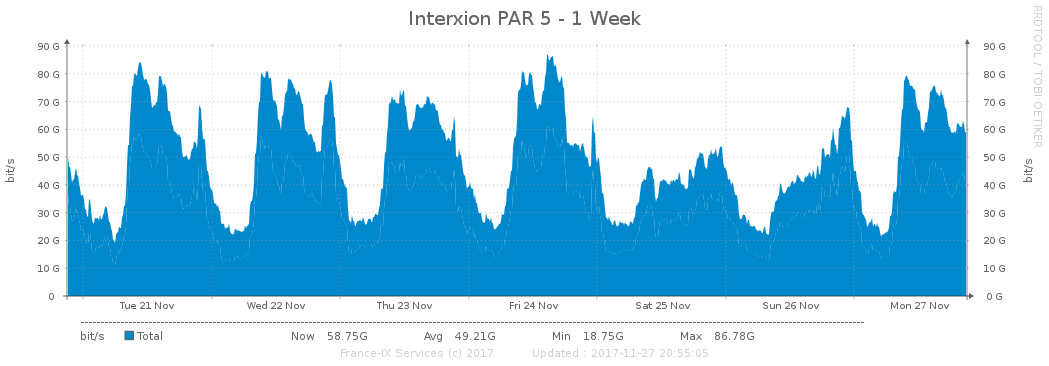 Interxion PAR 5 - 1 Week
RRDTOOL / TOBI OETIKER
bit/s
90 G 90 G
80 G 80 G
70 G 70 G
60 G 60 G
50 G 50 G
40 G 40 G
30 G 30 G
20 G 20 G
10 G 10 G
0 0 G
bit/s
Tue 21 Nov Wed 22 Nov Thu 23 Nov Fri 24 Nov Sat 25 Nov Sun 26 Nov Mon 27 Nov
bit/s Total Now 58.75G Avg 49.21G Min 18.75G Max 86.78G
France-IX Services (c) 2017 Updated : 2017-11-27 20:55:05